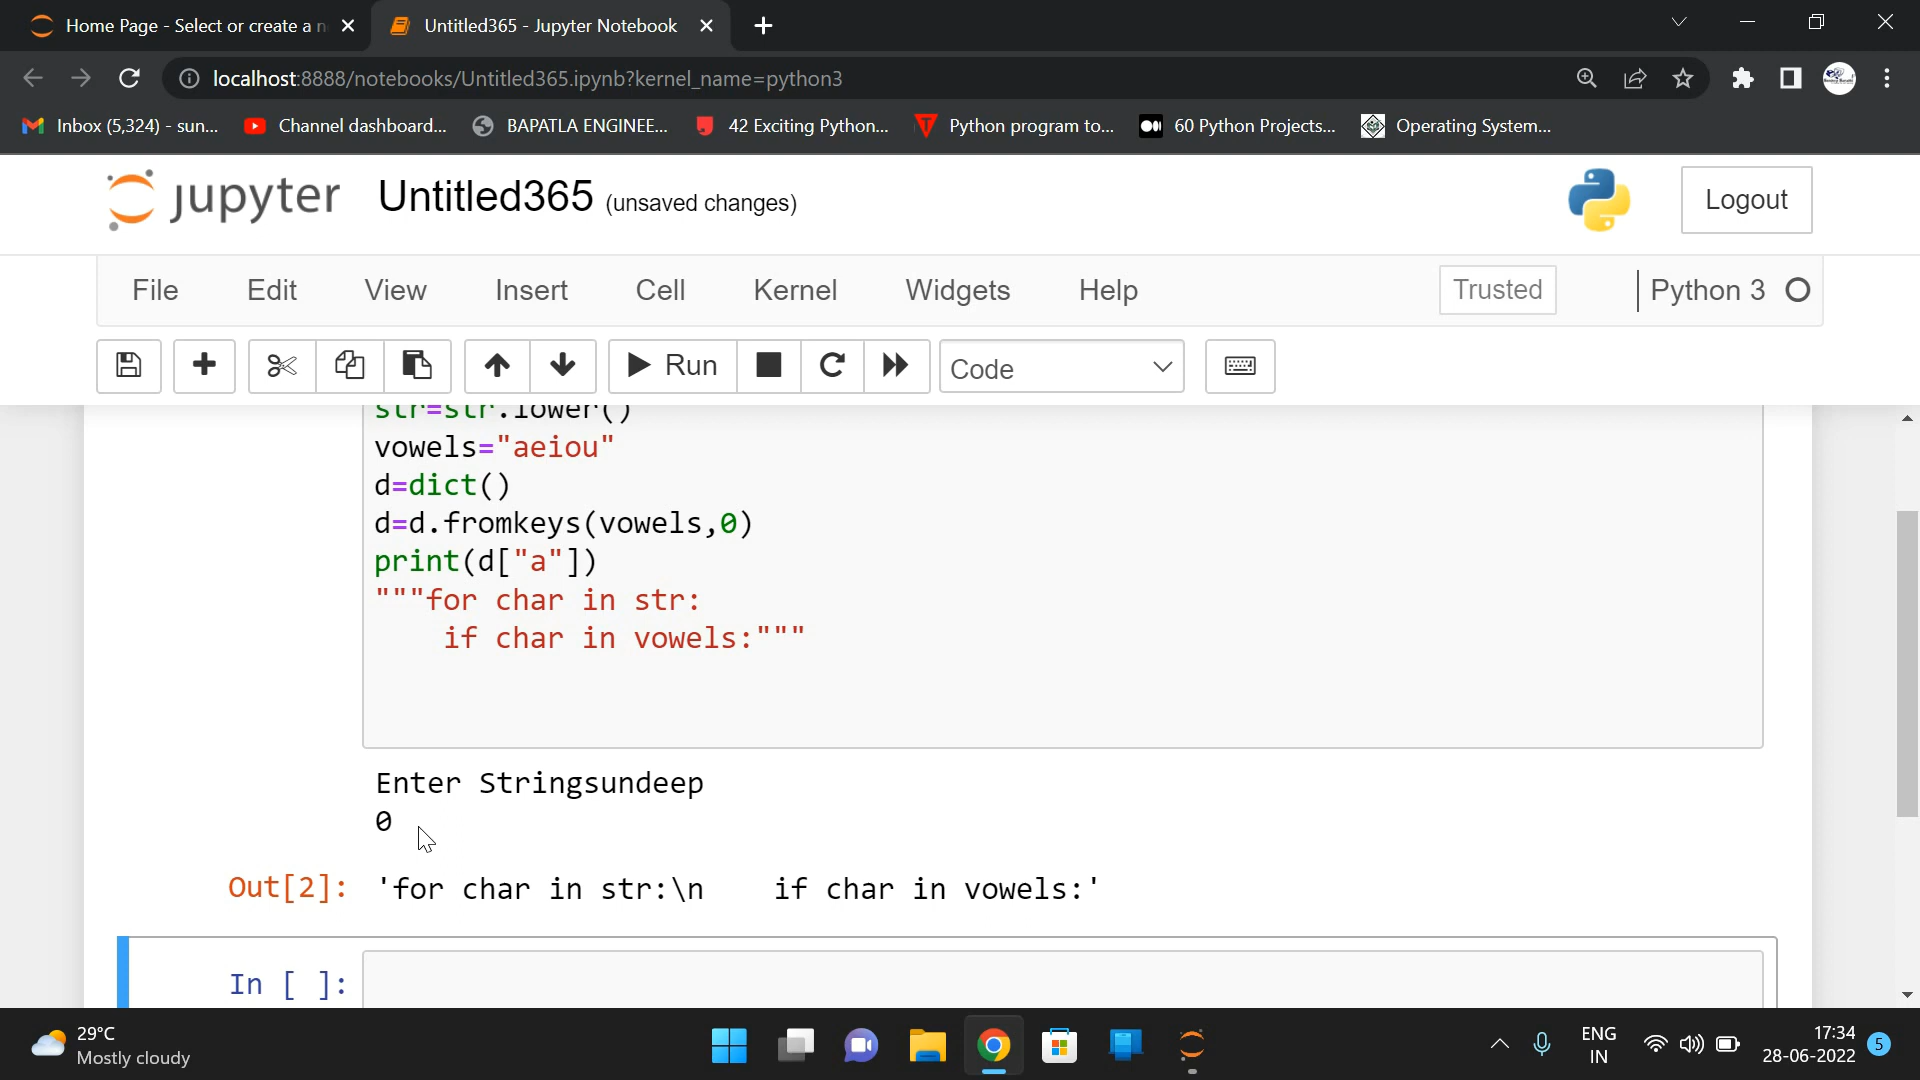 Home Page - Select or create a n
Untitled365 - Jupyter Notebook
localhost:8888/notebooks/Untitled365.ipynb?kernel_name=python3
Inbox (5,324) - sun...
Channel dashboard...
BAPATLA ENGINEE...
42 Exciting Python...
Python program to...
60 Python Projects...
Operating System...
jupyter
Untitled365 (unsaved changes)
Logout
File
Edit
View
Insert
Cell
Kernel
Widgets
Help
Trusted
Python 3
Run
Code
str=str.lower()
vowels="aeiou"
d=dict()
d=d.fromkeys(vowels,0)
print(d["a"])
"""for char in str:
    if char in vowels:"""
Enter Stringsundeep
0
Out[2]: 'for char in str:\n    if char in vowels:'
In [ ]:
29°C
Mostly cloudy
ENG
IN
17:34
28-06-2022
5